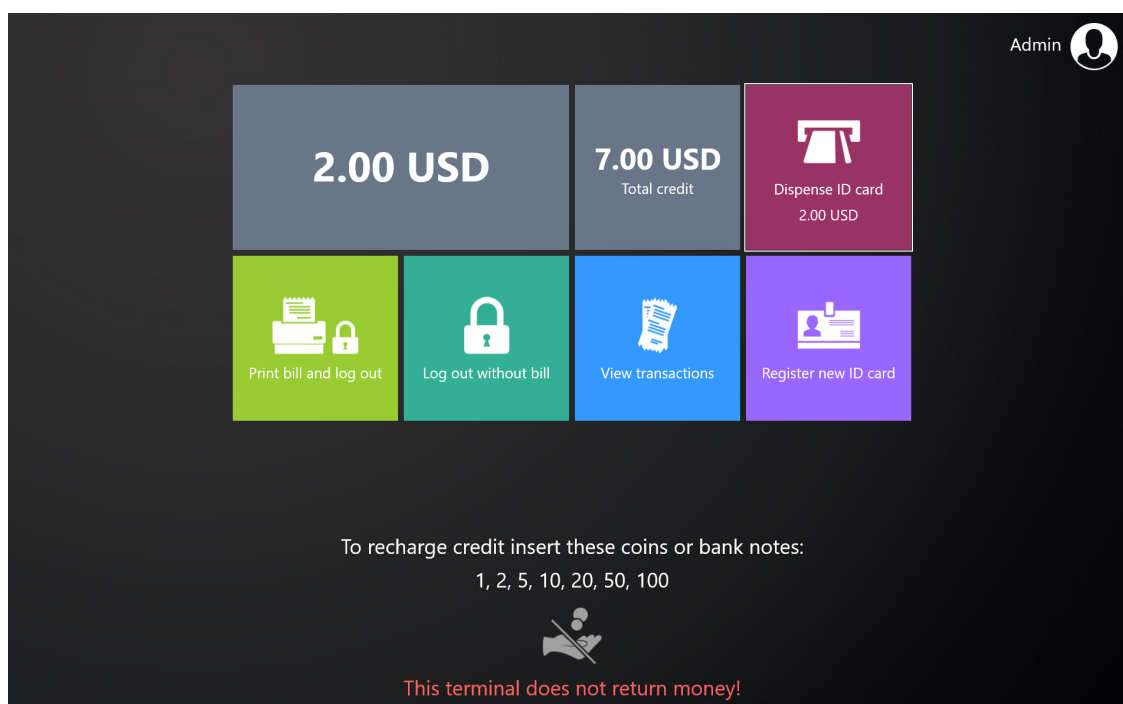 Admin
2.00 USD
7.00 USD
Total credit
Dispense ID card
2.00 USD
Print bill and log out
Log out without bill
View transactions
Register new ID card
To recharge credit insert these coins or bank notes:
1, 2, 5, 10, 20, 50, 100
This terminal does not return money!